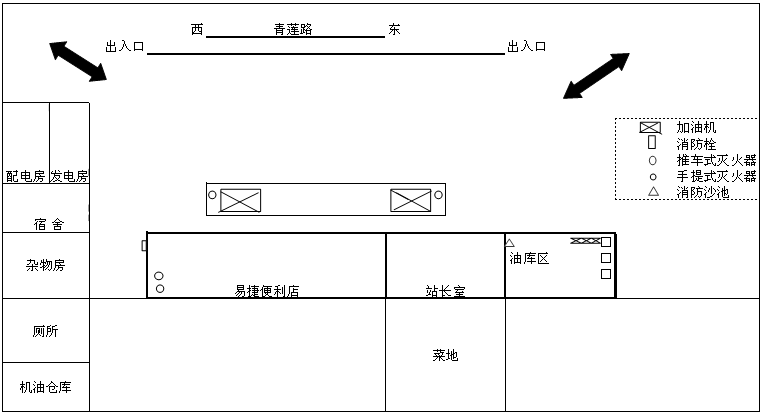 西 青莲路 东
出入口 出入口
加油机
消防栓
推车式灭火器
手提式灭火器
消防沙池
配电房 发电房
宿舍
杂物房
油库区
易捷便利店 站长室
厕所
菜地
机油仓库